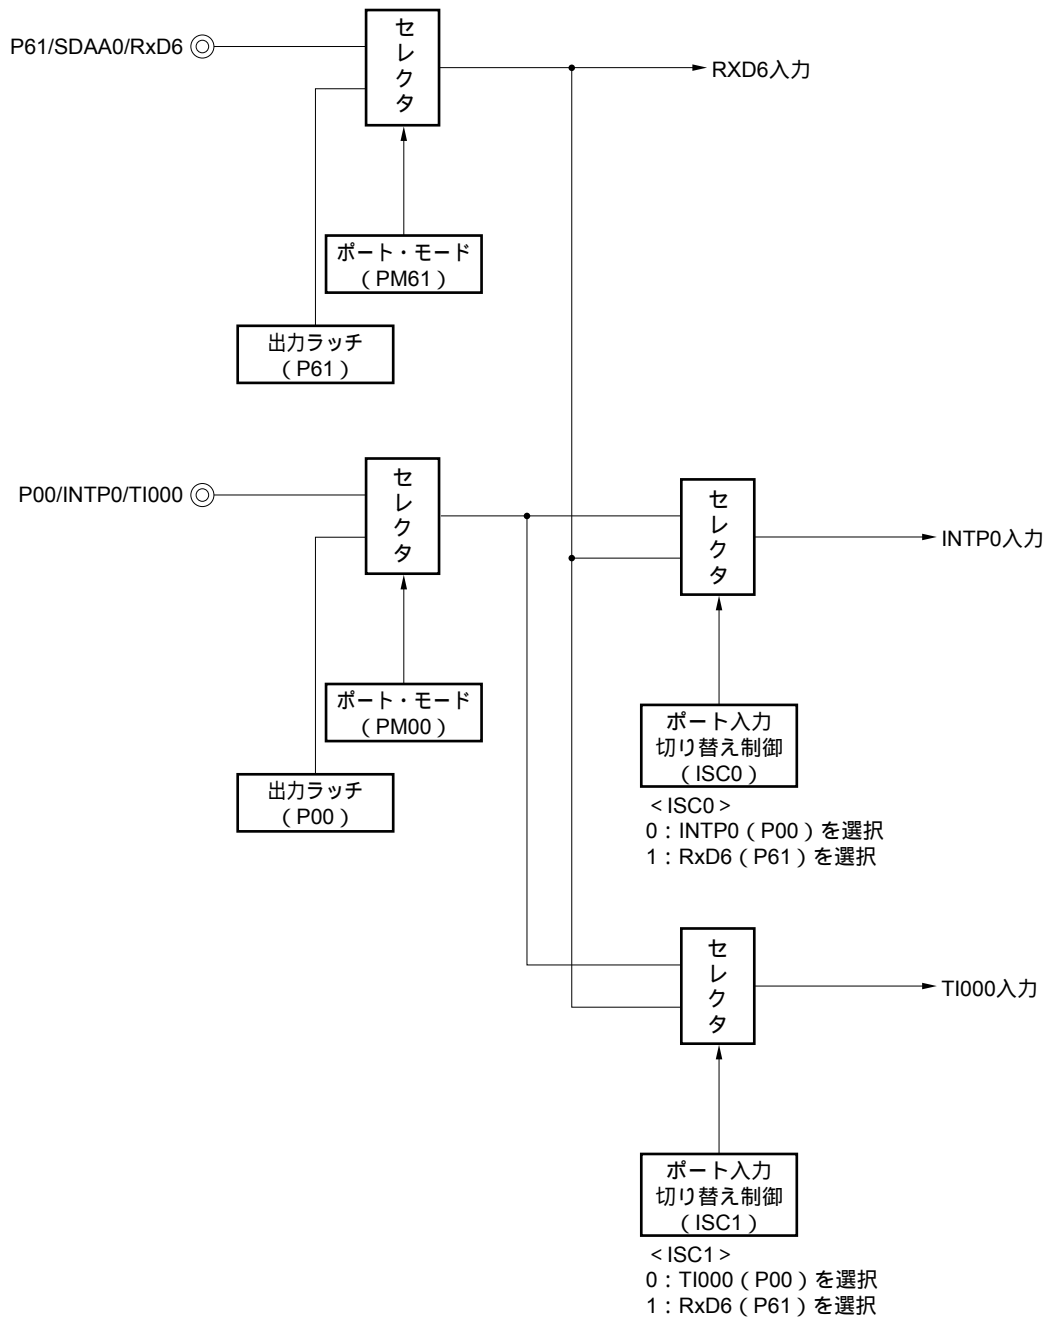 P61/SDAA0/RxD6
セレクタ
RXD6入力
ポート・モード
（PM61）
出力ラッチ
（P61）
P00/INTP0/TI000
セレクタ
セレクタ
INTP0入力
ポート・モード
（PM00）
出力ラッチ
（P00）
ポート入力
切り替え制御
（ISC0）
＜ISC0＞
0：INTP0（P00）を選択
1：RxD6（P61）を選択
セレクタ
TI000入力
ポート入力
切り替え制御
（ISC1）
＜ISC1＞
0：TI000（P00）を選択
1：RxD6（P61）を選択